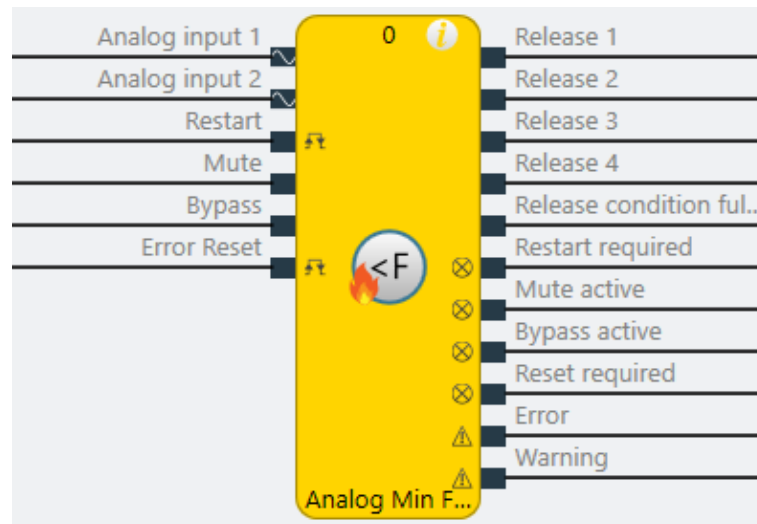 0 i
Analog input 1
Analog input 2
Restart
Mute
Bypass
Error Reset
<F
Analog Min F...
Release 1
Release 2
Release 3
Release 4
Release condition ful..
Restart required
Mute active
Bypass active
Reset required
Error
Warning